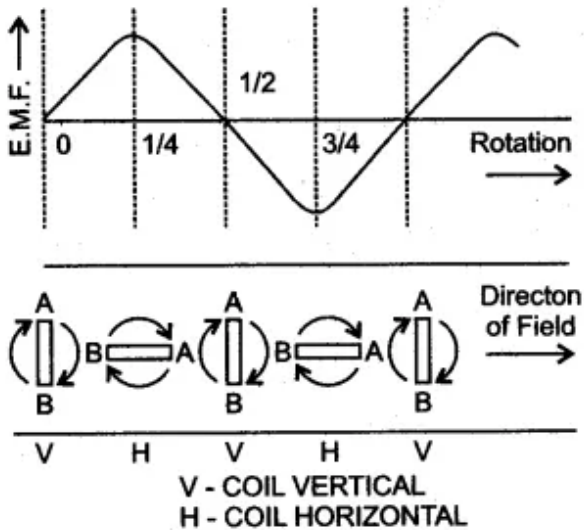 E.M.F.
1/2
0 1/4 3/4 Rotation
A A A Directon
of Field
B A B A
B B B
V H V H V
V - COIL VERTICAL
H - COIL HORIZONTAL